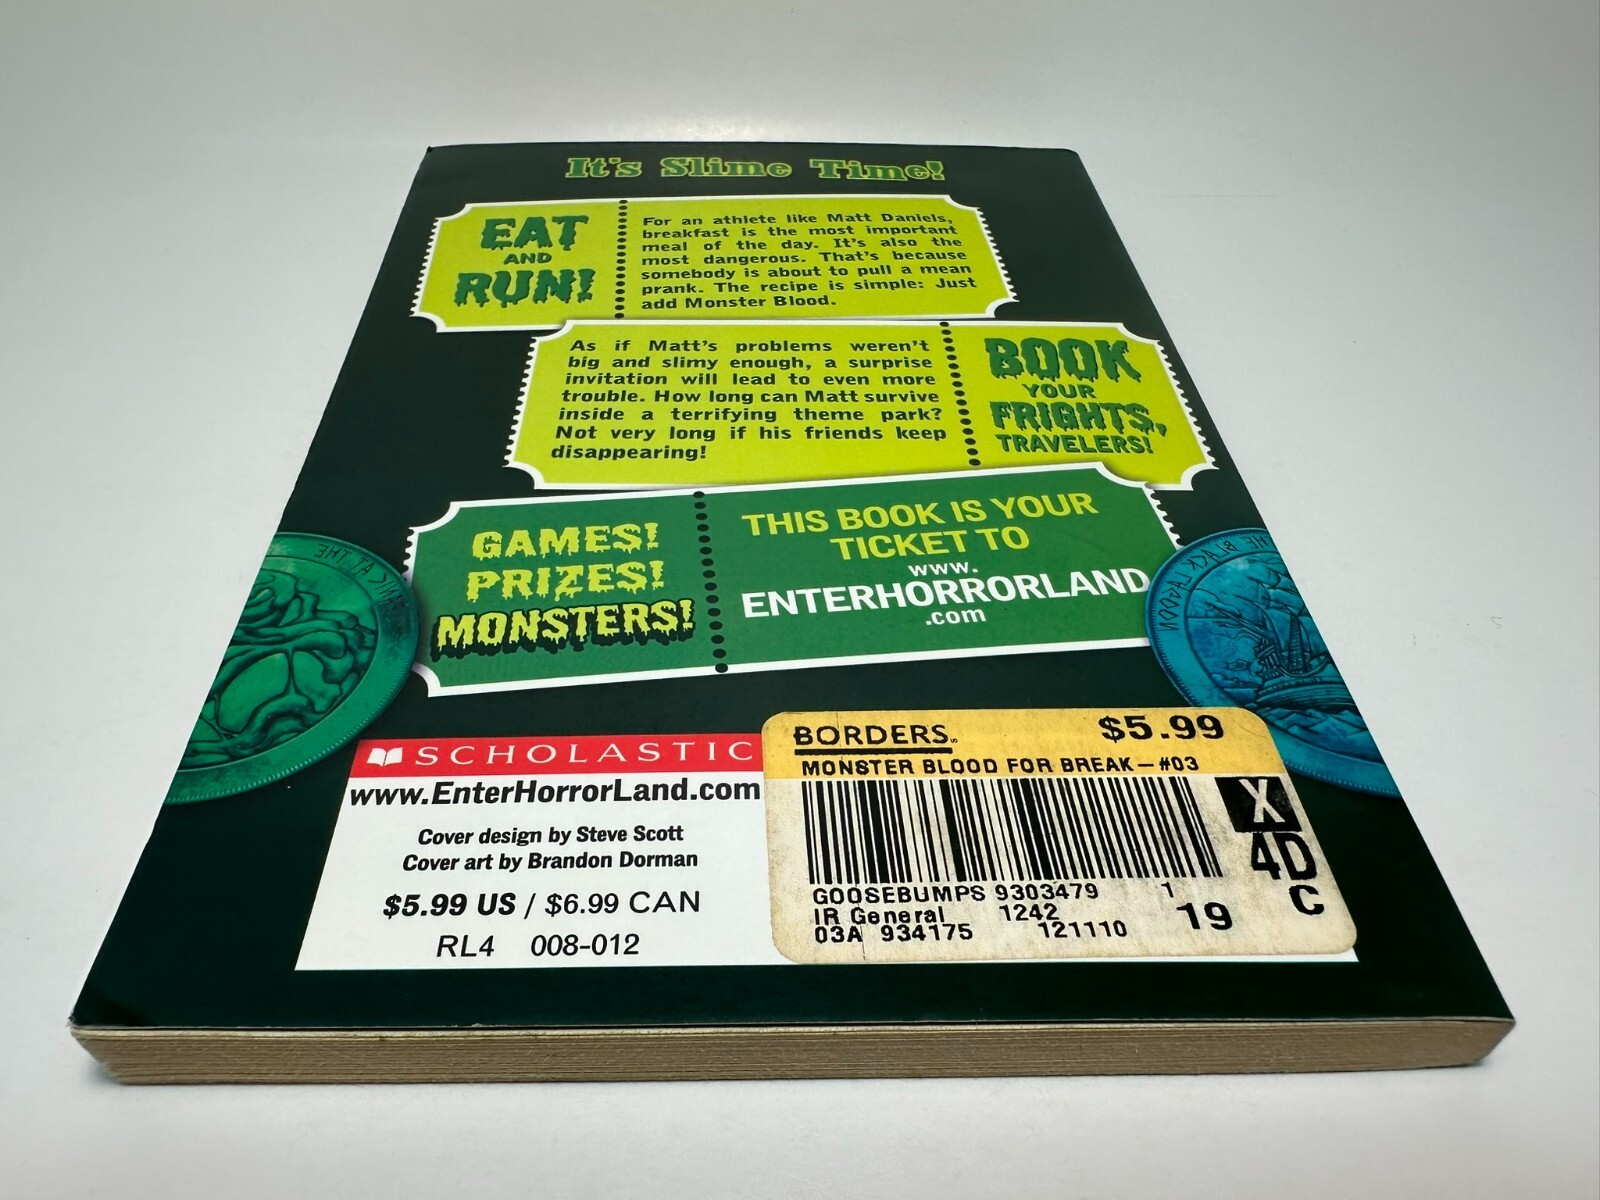 It's Slime Time!
EAT
AND
RUN!
For an athlete like Matt Daniels,
breakfast is the most important
meal of the day. It's also the
most dangerous. That's because
somebody is about to pull a mean
prank. The recipe is simple: Just
add Monster Blood.
As if Matt's problems weren't
big and slimy enough, a surprise
invitation will lead to even more
trouble. How long can Matt survive
inside a terrifying theme park?
Not very long if his friends keep
disappearing!
BOOK
YOUR
FRIGHTS,
TRAVELERS!
GAMES!
PRIZES!
MONSTERS!
THIS BOOK IS YOUR
TICKET TO
www.
ENTERHORRORLAND
.com
SCHOLASTIC
www.EnterHorrorLand.com
Cover design by Steve Scott
Cover art by Brandon Dorman
$5.99 US / $6.99 CAN
RL4 008-012
BORDERS. $5.99
MONSTER BLOOD FOR BREAK—#03
X
4D
C
GOOSEBUMPS 9303479 1
IR General 1242 19
03A 934175 121110